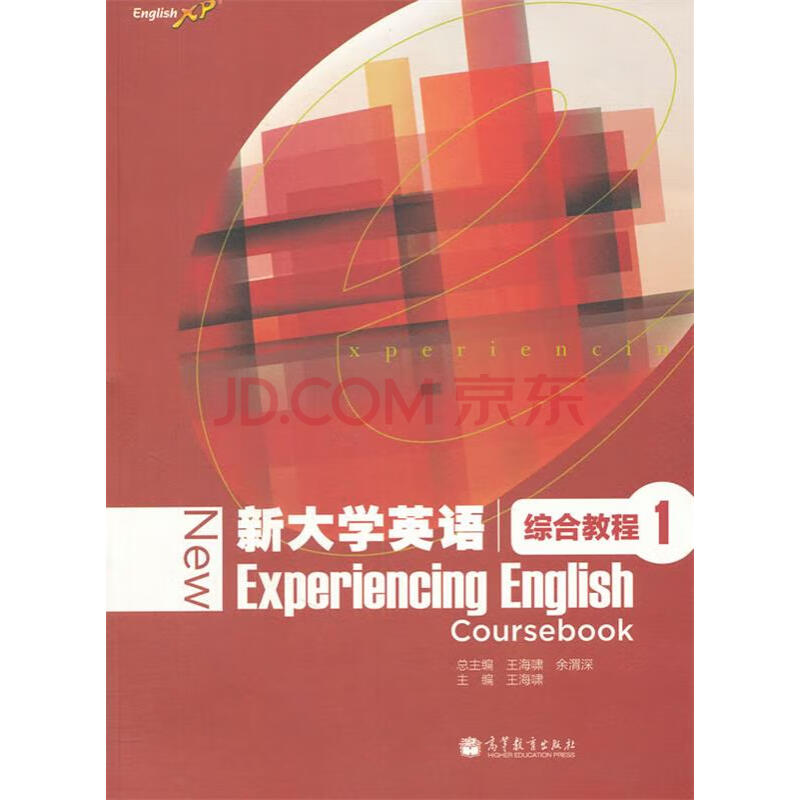 English XP
xperiencin
JD.COM 京东
New
新大学英语
综合教程 1
Experiencing English
Coursebook
总主编 王海啸 余渭深
主 编 王海啸
高等教育出版社
HIGHER EDUCATION PRESS